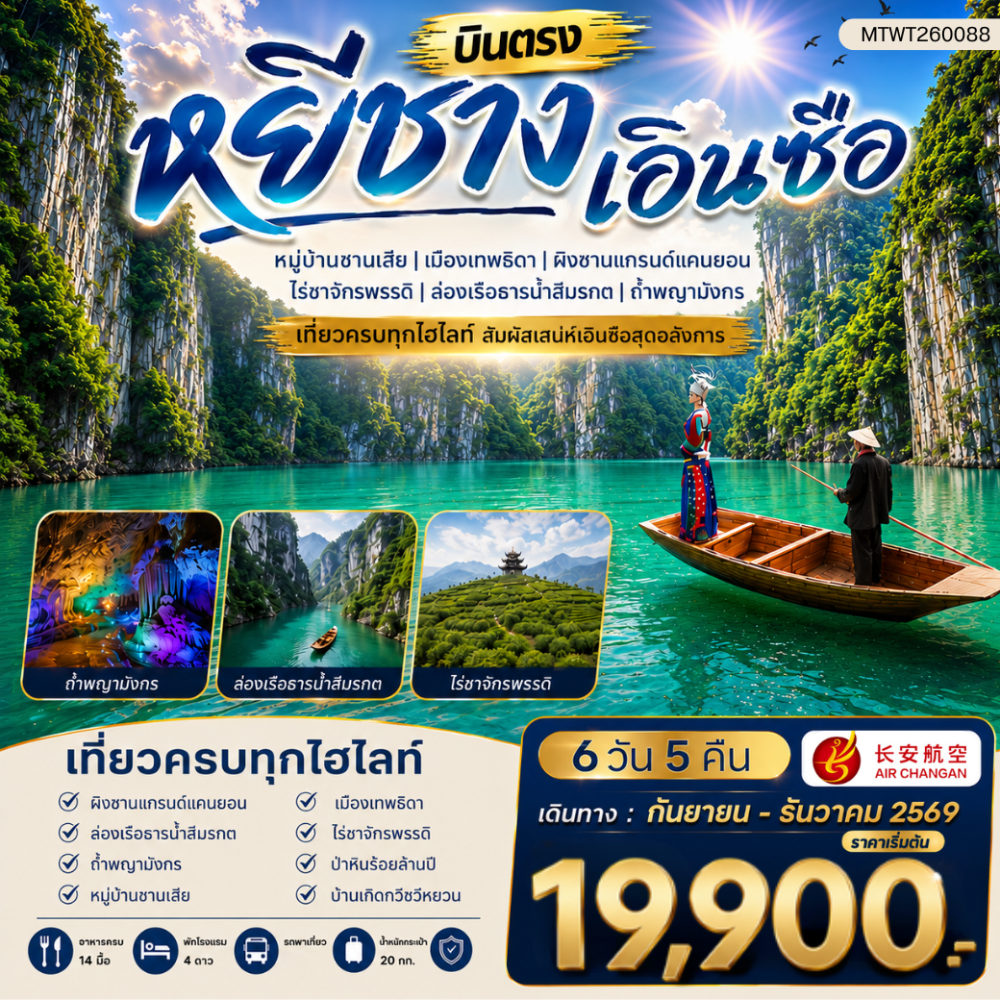 บินตรง
MTWT260088
หยีชาง เอินซือ
หมู่บ้านซานเสีย | เมืองเทพธิดา | ผิงซานแกรนด์แคนยอน
ไร่ชาจักรพรรดิ | ล่องเรือธารน้ำสีมรกต | ถ้ำพญามังกร
เที่ยวครบทุกไฮไลท์ สัมผัสเสน่ห์เอินซือสุดอลังการ
ถ้ำพญามังกร
ล่องเรือธารน้ำสีมรกต
ไร่ชาจักรพรรดิ
เที่ยวครบทุกไฮไลท์
ผิงซานแกรนด์แคนยอน
เมืองเทพธิดา
ล่องเรือธารน้ำสีมรกต
ไร่ชาจักรพรรดิ
ถ้ำพญามังกร
ป่าหินร้อยล้านปี
หมู่บ้านซานเสีย
บ้านเกิดกวีชวีหยวน
อาหารครบ
14 มื้อ
พักโรงแรม
4 ดาว
รถพาเที่ยว
น้ำหนักกระเป๋า
20 กก.
6 วัน 5 คืน
长安航空
AIR CHANGAN
เดินทาง : กันยายน - ธันวาคม 2569
ราคาเริ่มต้น
19,900.-